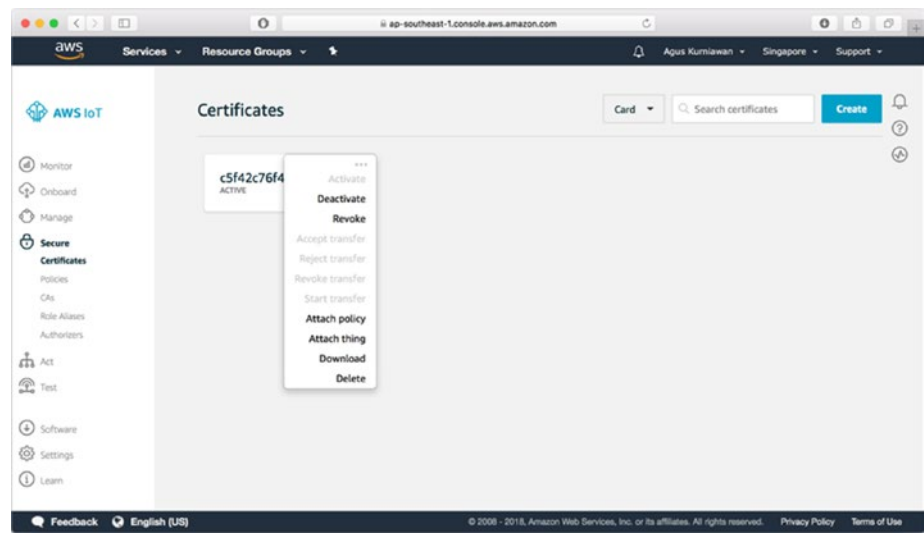 ap-southeast-1.console.aws.amazon.com
aws Services Resource Groups Agus Kurniawan Singapore Support
AWS IoT
Monitor
Onboard
Manage
Secure
Certificates
Policies
CAs
Role Aliases
Authorizers
Act
Test
Software
Settings
Learn
Certificates
Card Search certificates Create
c5f42c76f4
ACTIVE
...
Activate
Deactivate
Revoke
Accept transfer
Reject transfer
Revoke transfer
Start transfer
Attach policy
Attach thing
Download
Delete
Feedback English (US) © 2008 - 2018, Amazon Web Services, Inc. or its affiliates. All rights reserved. Privacy Policy Terms of Use